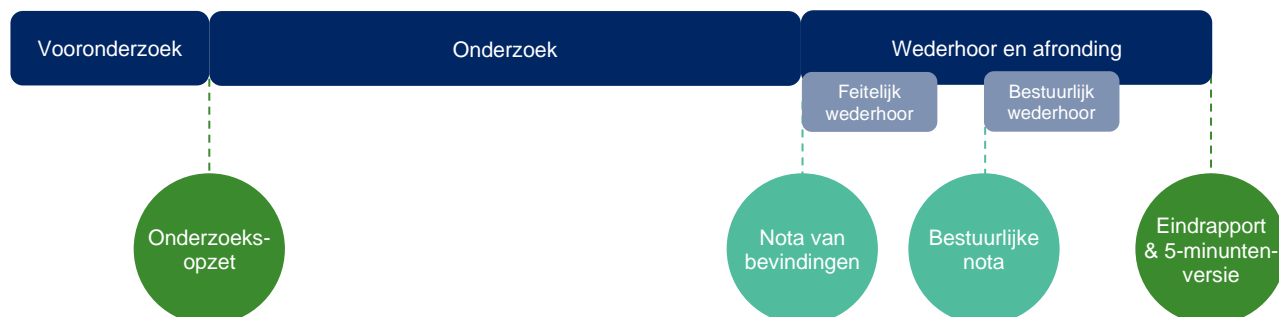 Vooronderzoek
Onderzoek
Wederhoor en afronding
Feitelijk
wederhoor
Bestuurlijk
wederhoor
Onderzoeks-
opzet
Nota van
bevindingen
Bestuurlijke
nota
Eindrapport
& 5-minunten-
versie